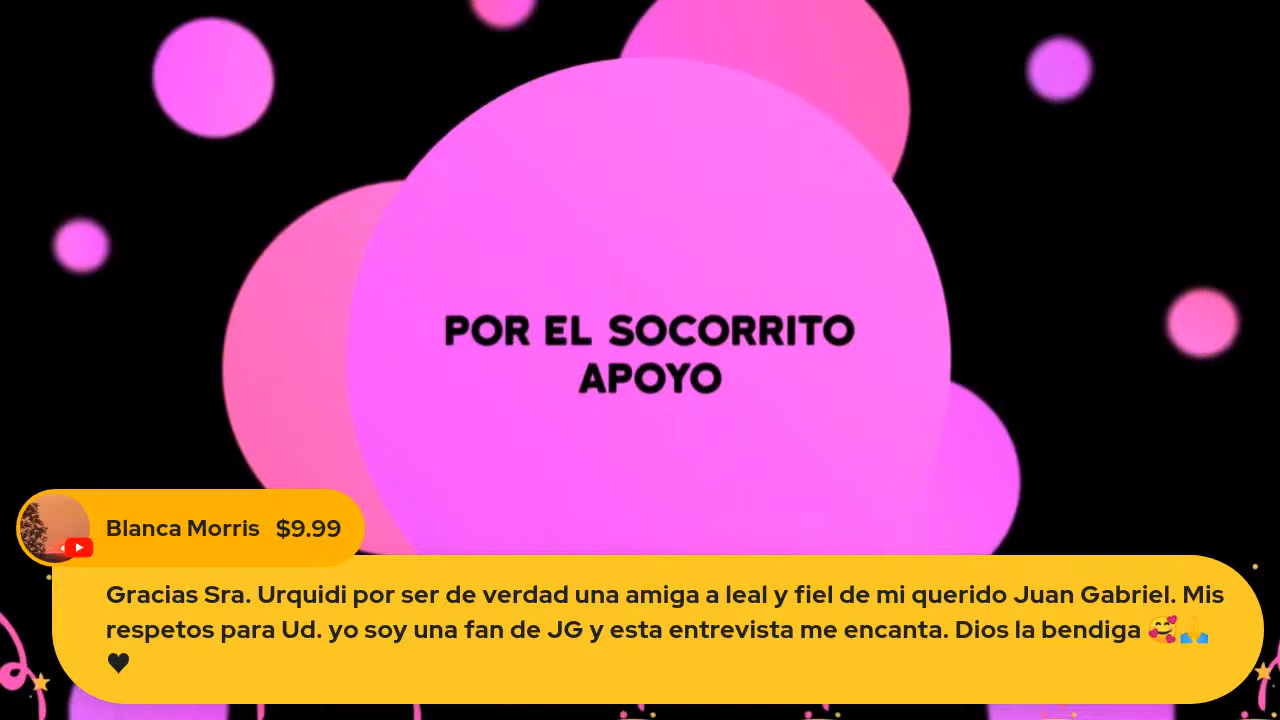 POR EL SOCORRITO
APOYO
Blanca Morris $9.99
Gracias Sra. Urquidi por ser de verdad una amiga a leal y fiel de mi querido Juan Gabriel. Mis
respetos para Ud. yo soy una fan de JG y esta entrevista me encanta. Dios la bendiga 🥰🙏
♥